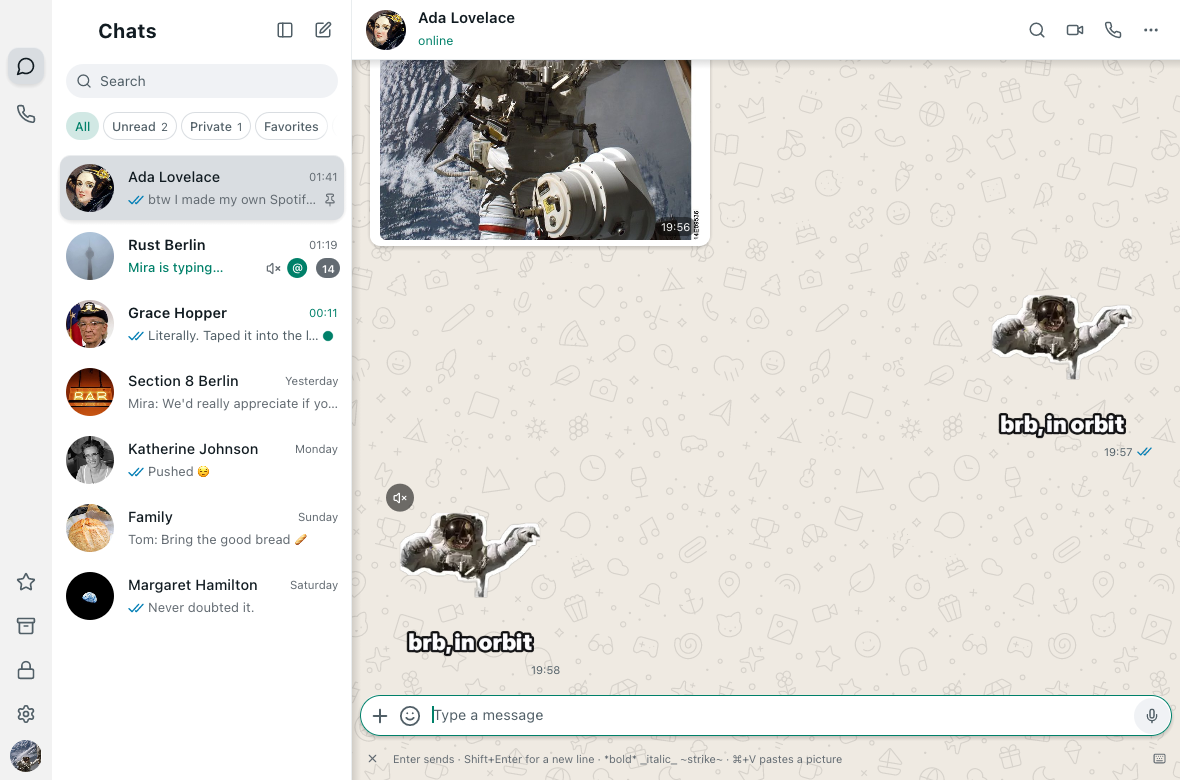 Chats
Search
All
Unread 2
Private 1
Favorites
Ada Lovelace 01:41
btw I made my own Spotif...
Rust Berlin 01:19
Mira is typing... @ 14
Grace Hopper 00:11
Literally. Taped it into the l...
Section 8 Berlin Yesterday
BAR
Mira: We'd really appreciate if yo...
Katherine Johnson Monday
Pushed
Family Sunday
Tom: Bring the good bread
Margaret Hamilton Saturday
Never doubted it.
Ada Lovelace
online
19:56
brb, in orbit
19:57
brb, in orbit
19:58
Type a message
Enter sends · Shift+Enter for a new line · *bold* _italic_ ~strike~ · ⌘+V pastes a picture